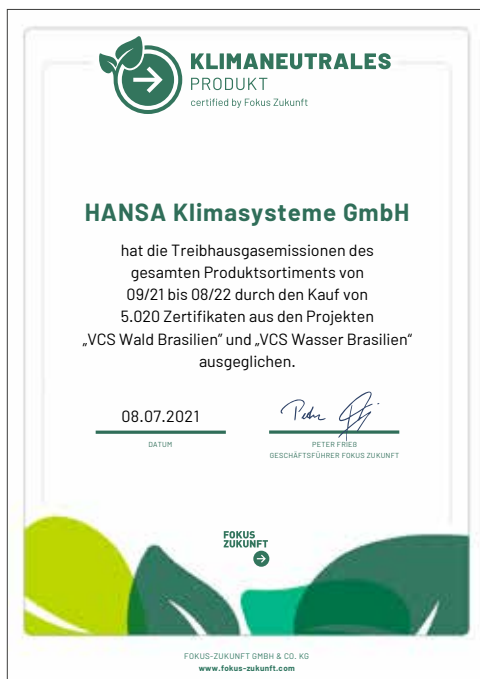 KLIMANEUTRALES
PRODUKT
certified by Fokus Zukunft
HANSA Klimasysteme GmbH
hat die Treibhausgasemissionen des
gesamten Produktsortiments von
09/21 bis 08/22 durch den Kauf von
5.020 Zertifikaten aus den Projekten
„VCS Wald Brasilien“ und „VCS Wasser Brasilien“
ausgeglichen.
08.07.2021
DATUM
PETER FRIEß
GESCHÄFTSFÜHRER FOKUS ZUKUNFT
FOKUS
ZUKUNFT
FOKUS-ZUKUNFT GMBH & CO. KG
www.fokus-zukunft.com